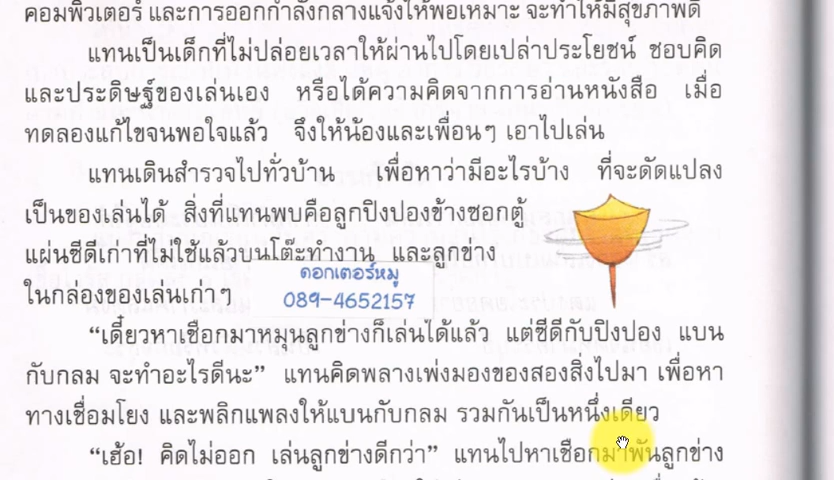 คอมพิวเตอร์ และการออกกำลังกลางแจ้งให้พอเหมาะ จะทำให้มีสุขภาพดี
แทนเป็นเด็กที่ไม่ปล่อยเวลาให้ผ่านไปโดยเปล่าประโยชน์ ชอบคิด
และประดิษฐ์ของเล่นเอง หรือได้ความคิดจากการอ่านหนังสือ เมื่อ
ทดลองแก้ไขจนพอใจแล้ว จึงให้น้องและเพื่อนๆ เอาไปเล่น
แทนเดินสำรวจไปทั่วบ้าน เพื่อหาว่ามีอะไรบ้าง ที่จะดัดแปลง
เป็นของเล่นได้ สิ่งที่แทนพบคือลูกปิงปองข้างซอกตู้
แผ่นซีดีเก่าที่ไม่ใช้แล้วบนโต๊ะทำงาน และลูกข่าง
ในกล่องของเล่นเก่าๆ
ดอกเตอร์หมู
089-4652157
“เดี๋ยวหาเชือกมาหมุนลูกข่างก็เล่นได้แล้ว แต่ซีดีกับปิงปอง แบน
กับกลม จะทำอะไรดีนะ” แทนคิดพลางเพ่งมองของสองสิ่งไปมา เพื่อหา
ทางเชื่อมโยง และพลิกแพลงให้แบนกับกลม รวมกันเป็นหนึ่งเดียว
“เฮ้อ! คิดไม่ออก เล่นลูกข่างดีกว่า” แทนไปหาเชือกมาพันลูกข่าง